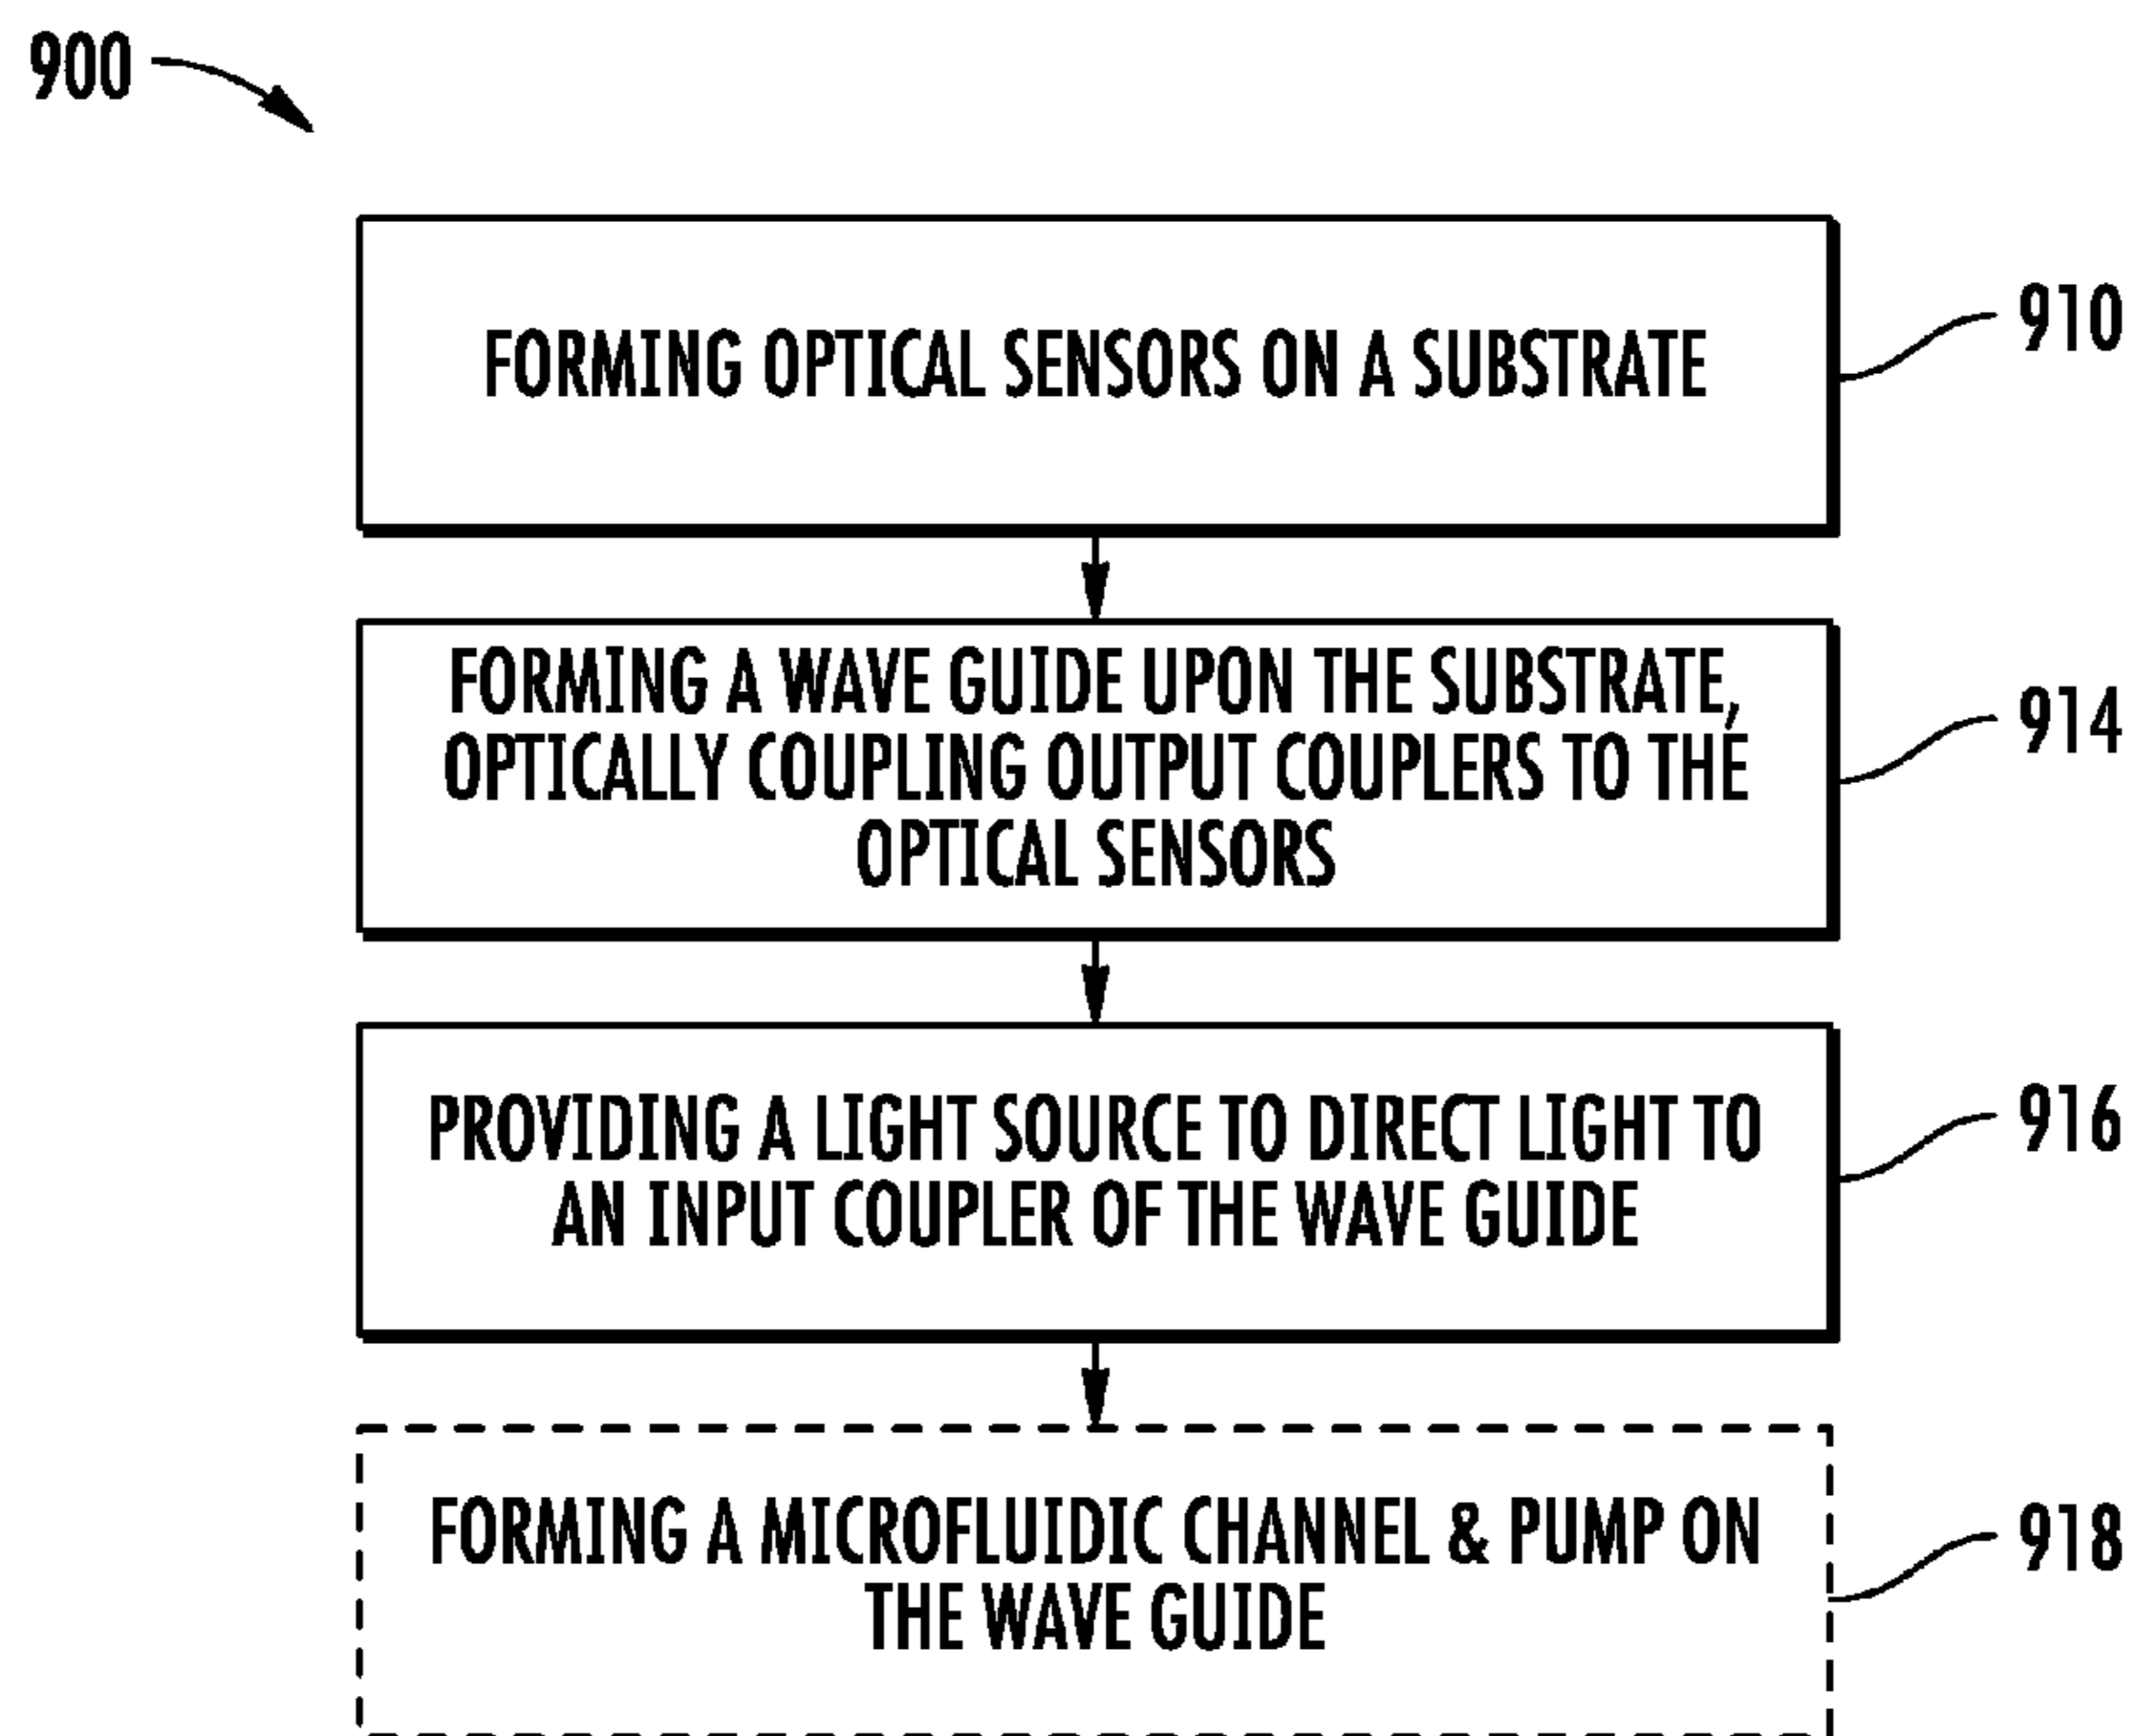 900
FORMING OPTICAL SENSORS ON A SUBSTRATE
910
FORMING A WAVE GUIDE UPON THE SUBSTRATE,
OPTICALLY COUPLING OUTPUT COUPLERS TO THE
OPTICAL SENSORS
914
PROVIDING A LIGHT SOURCE TO DIRECT LIGHT TO
AN INPUT COUPLER OF THE WAVE GUIDE
916
FORMING A MICROFLUIDIC CHANNEL & PUMP ON
THE WAVE GUIDE
918